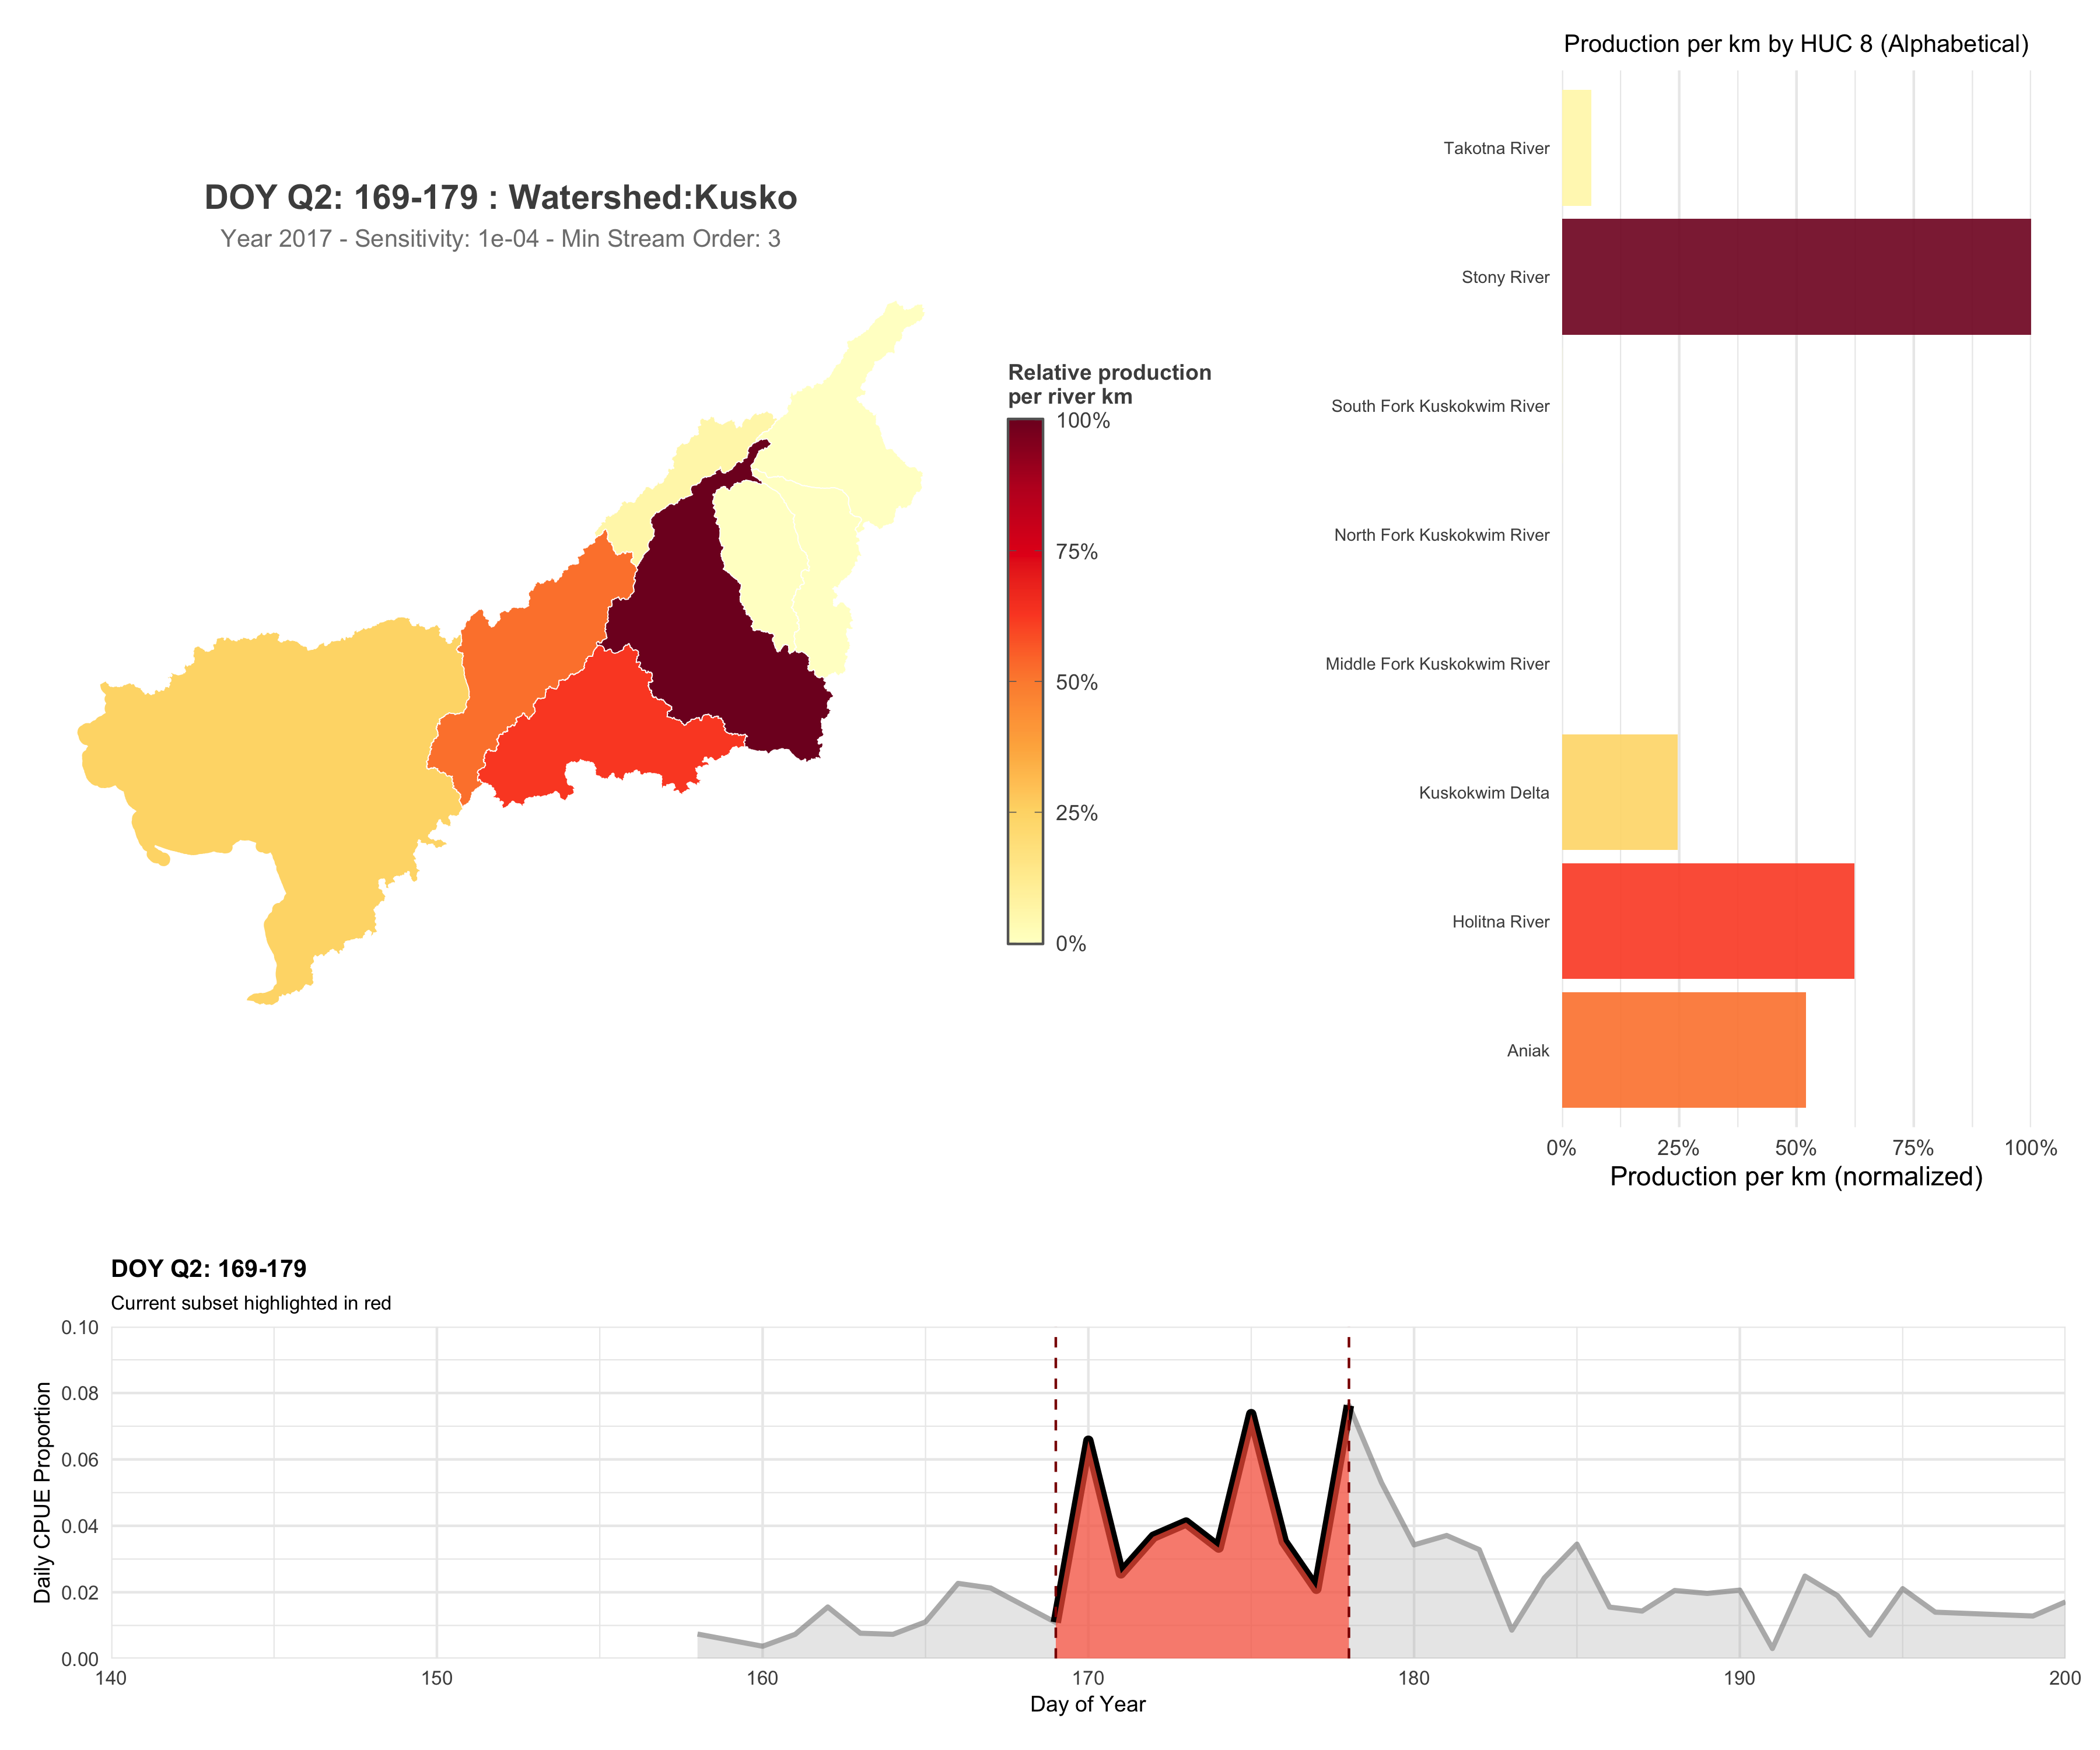 Production per km by HUC 8 (Alphabetical)
Takotna River
Stony River
South Fork Kuskokwim River
North Fork Kuskokwim River
Middle Fork Kuskokwim River
Kuskokwim Delta
Holitna River
Aniak
0% 25% 50% 75% 100%
Production per km (normalized)
DOY Q2: 169-179 : Watershed:Kusko
Year 2017 - Sensitivity: 1e-04 - Min Stream Order: 3
Relative production
per river km
100%
75%
50%
25%
0%
DOY Q2: 169-179
Current subset highlighted in red
Daily CPUE Proportion
0.10
0.08
0.06
0.04
0.02
0.00
140 150 160 170 180 190 200
Day of Year